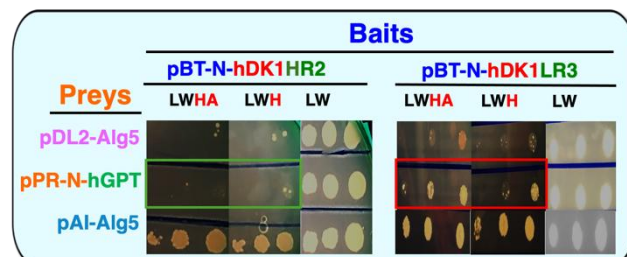 Baits
pBT-N-hDK1HR2 pBT-N-hDK1LR3
Preys LWHA LWH LW LWHA LWH LW
pDL2-Alg5
pPR-N-hGPT
pAI-Alg5